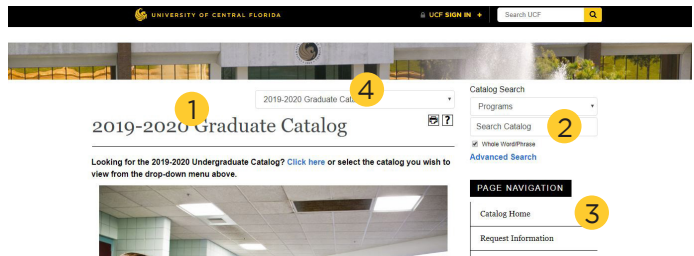 UNIVERSITY OF CENTRAL FLORIDA
UCF SIGN IN +
Search UCF
4
2019-2020 Graduate Cat
1
2019-2020 Graduate Catalog
?
Looking for the 2019-2020 Undergraduate Catalog? Click here or select the catalog you wish to
view from the drop-down menu above.
Catalog Search
Programs
Search Catalog
2
Whole Word/Phrase
Advanced Search
PAGE NAVIGATION
Catalog Home
3
Request Information